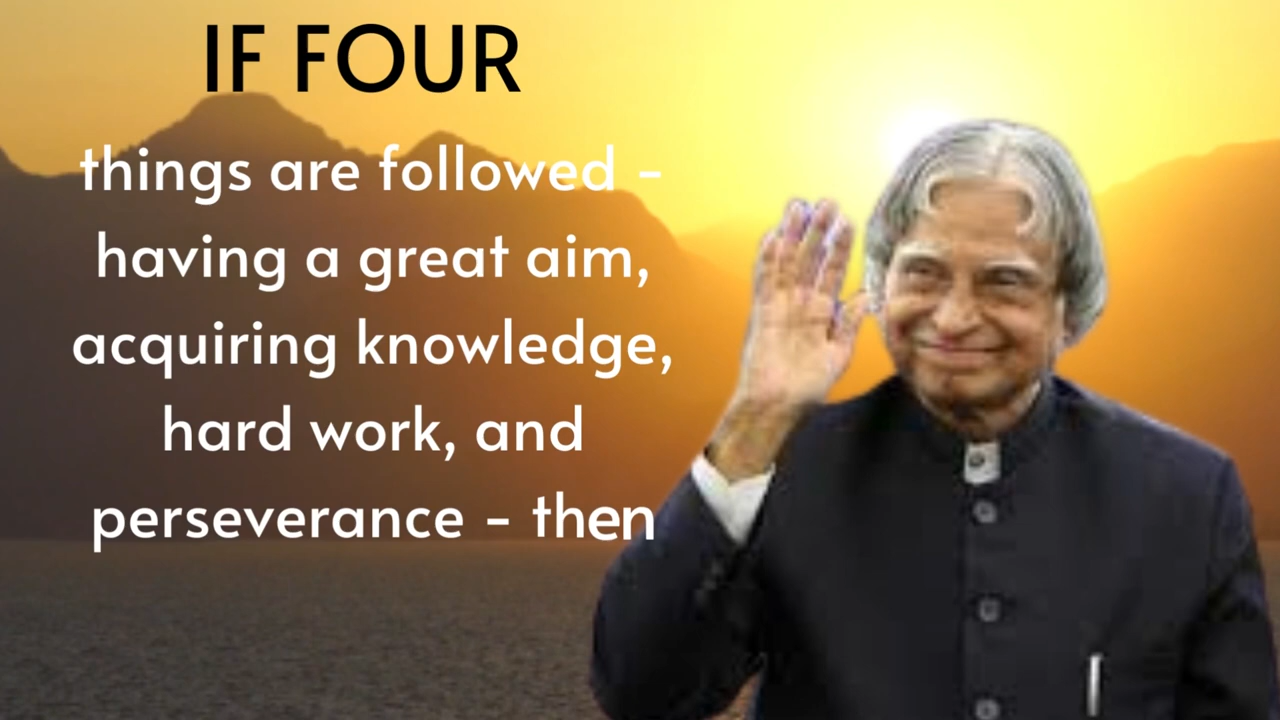 IF FOUR
things are followed -
having a great aim,
acquiring knowledge,
hard work, and
perseverance - then